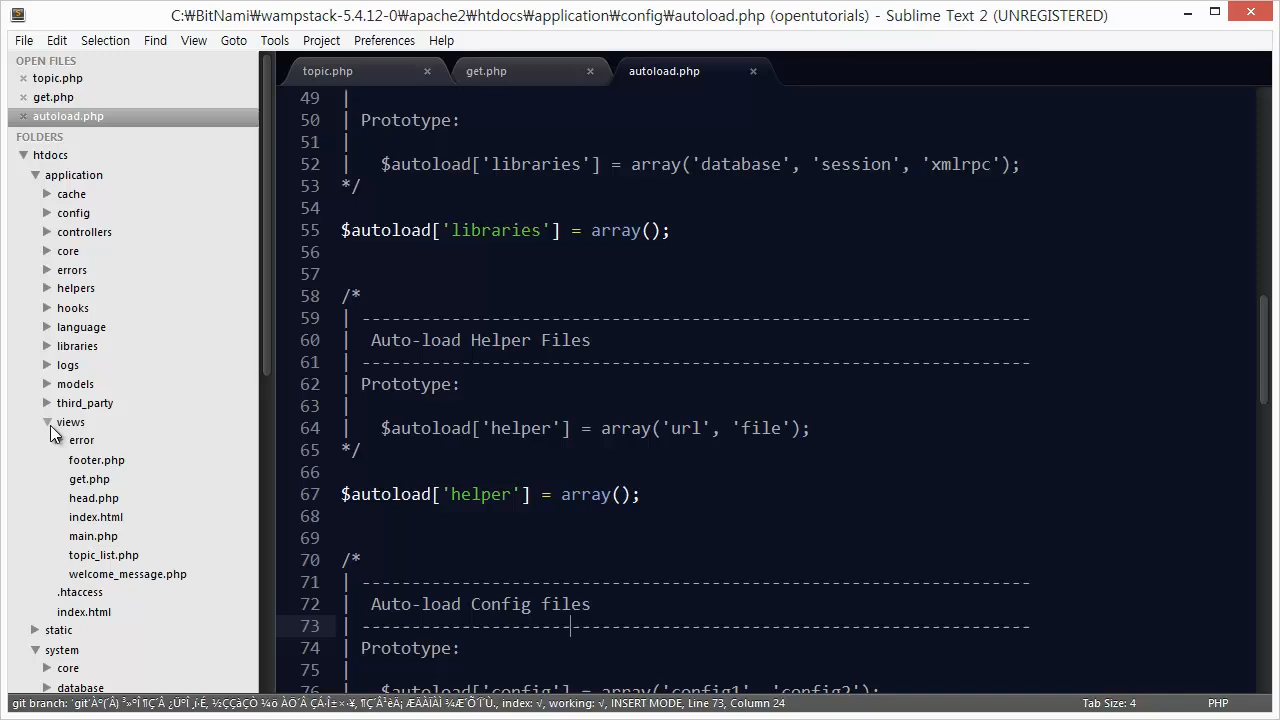 C:₩BitNami₩wampstack-5.4.12-0₩apache2₩htdocs₩application₩config₩autoload.php (opentutorials) - Sublime Text 2 (UNREGISTERED)
File Edit Selection Find View Goto Tools Project Preferences Help
OPEN FILES
topic.php
get.php
autoload.php
FOLDERS
htdocs
application
cache
config
controllers
core
errors
helpers
hooks
language
libraries
logs
models
third_party
views
error
footer.php
get.php
head.php
index.html
main.php
topic_list.php
welcome_message.php
.htaccess
index.html
static
system
core
database
topic.php get.php autoload.php
49 |
50 | Prototype:
51 |
52 |   $autoload['libraries'] = array('database', 'session', 'xmlrpc');
53 */
54
55 $autoload['libraries'] = array();
56
57
58 /*
59 | -------------------------------------------------------------------
60 |  Auto-load Helper Files
61 | -------------------------------------------------------------------
62 | Prototype:
63 |
64 |   $autoload['helper'] = array('url', 'file');
65 */
66
67 $autoload['helper'] = array();
68
69
70 /*
71 | -------------------------------------------------------------------
72 |  Auto-load Config files
73 | -------------------------------------------------------------------
74 | Prototype:
75 |
76 |   $autoload['config'] = array('config1', 'config2');
git branch: index: √, working: √, INSERT MODE, Line 73, Column 24 Tab Size: 4 PHP